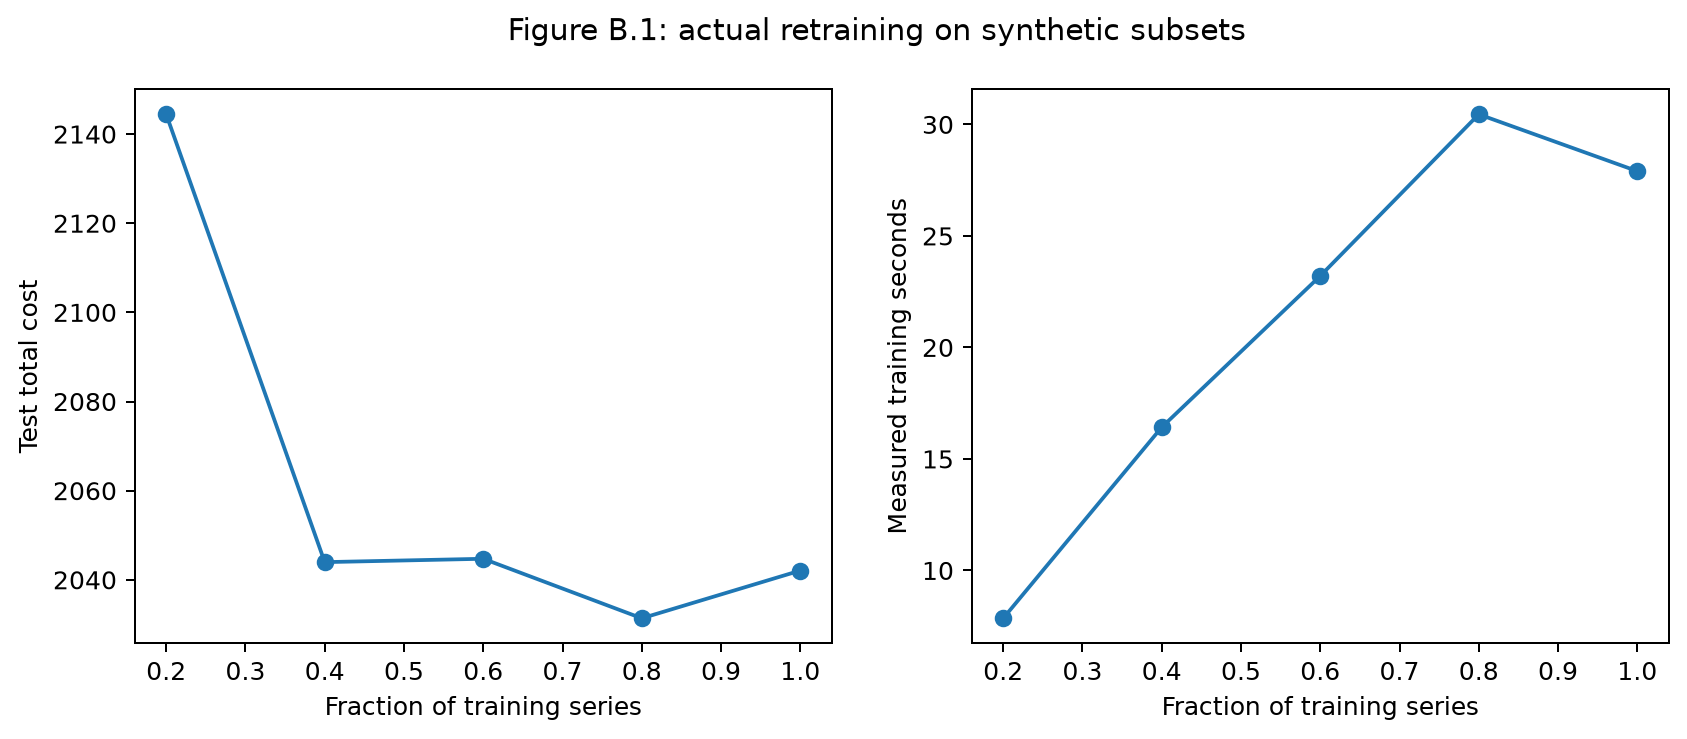 Figure B.1: actual retraining on synthetic subsets
Test total cost
2140
2120
2100
2080
2060
2040
0.2 0.3 0.4 0.5 0.6 0.7 0.8 0.9 1.0
Fraction of training series
Measured training seconds
30
25
20
15
10
0.2 0.3 0.4 0.5 0.6 0.7 0.8 0.9 1.0
Fraction of training series